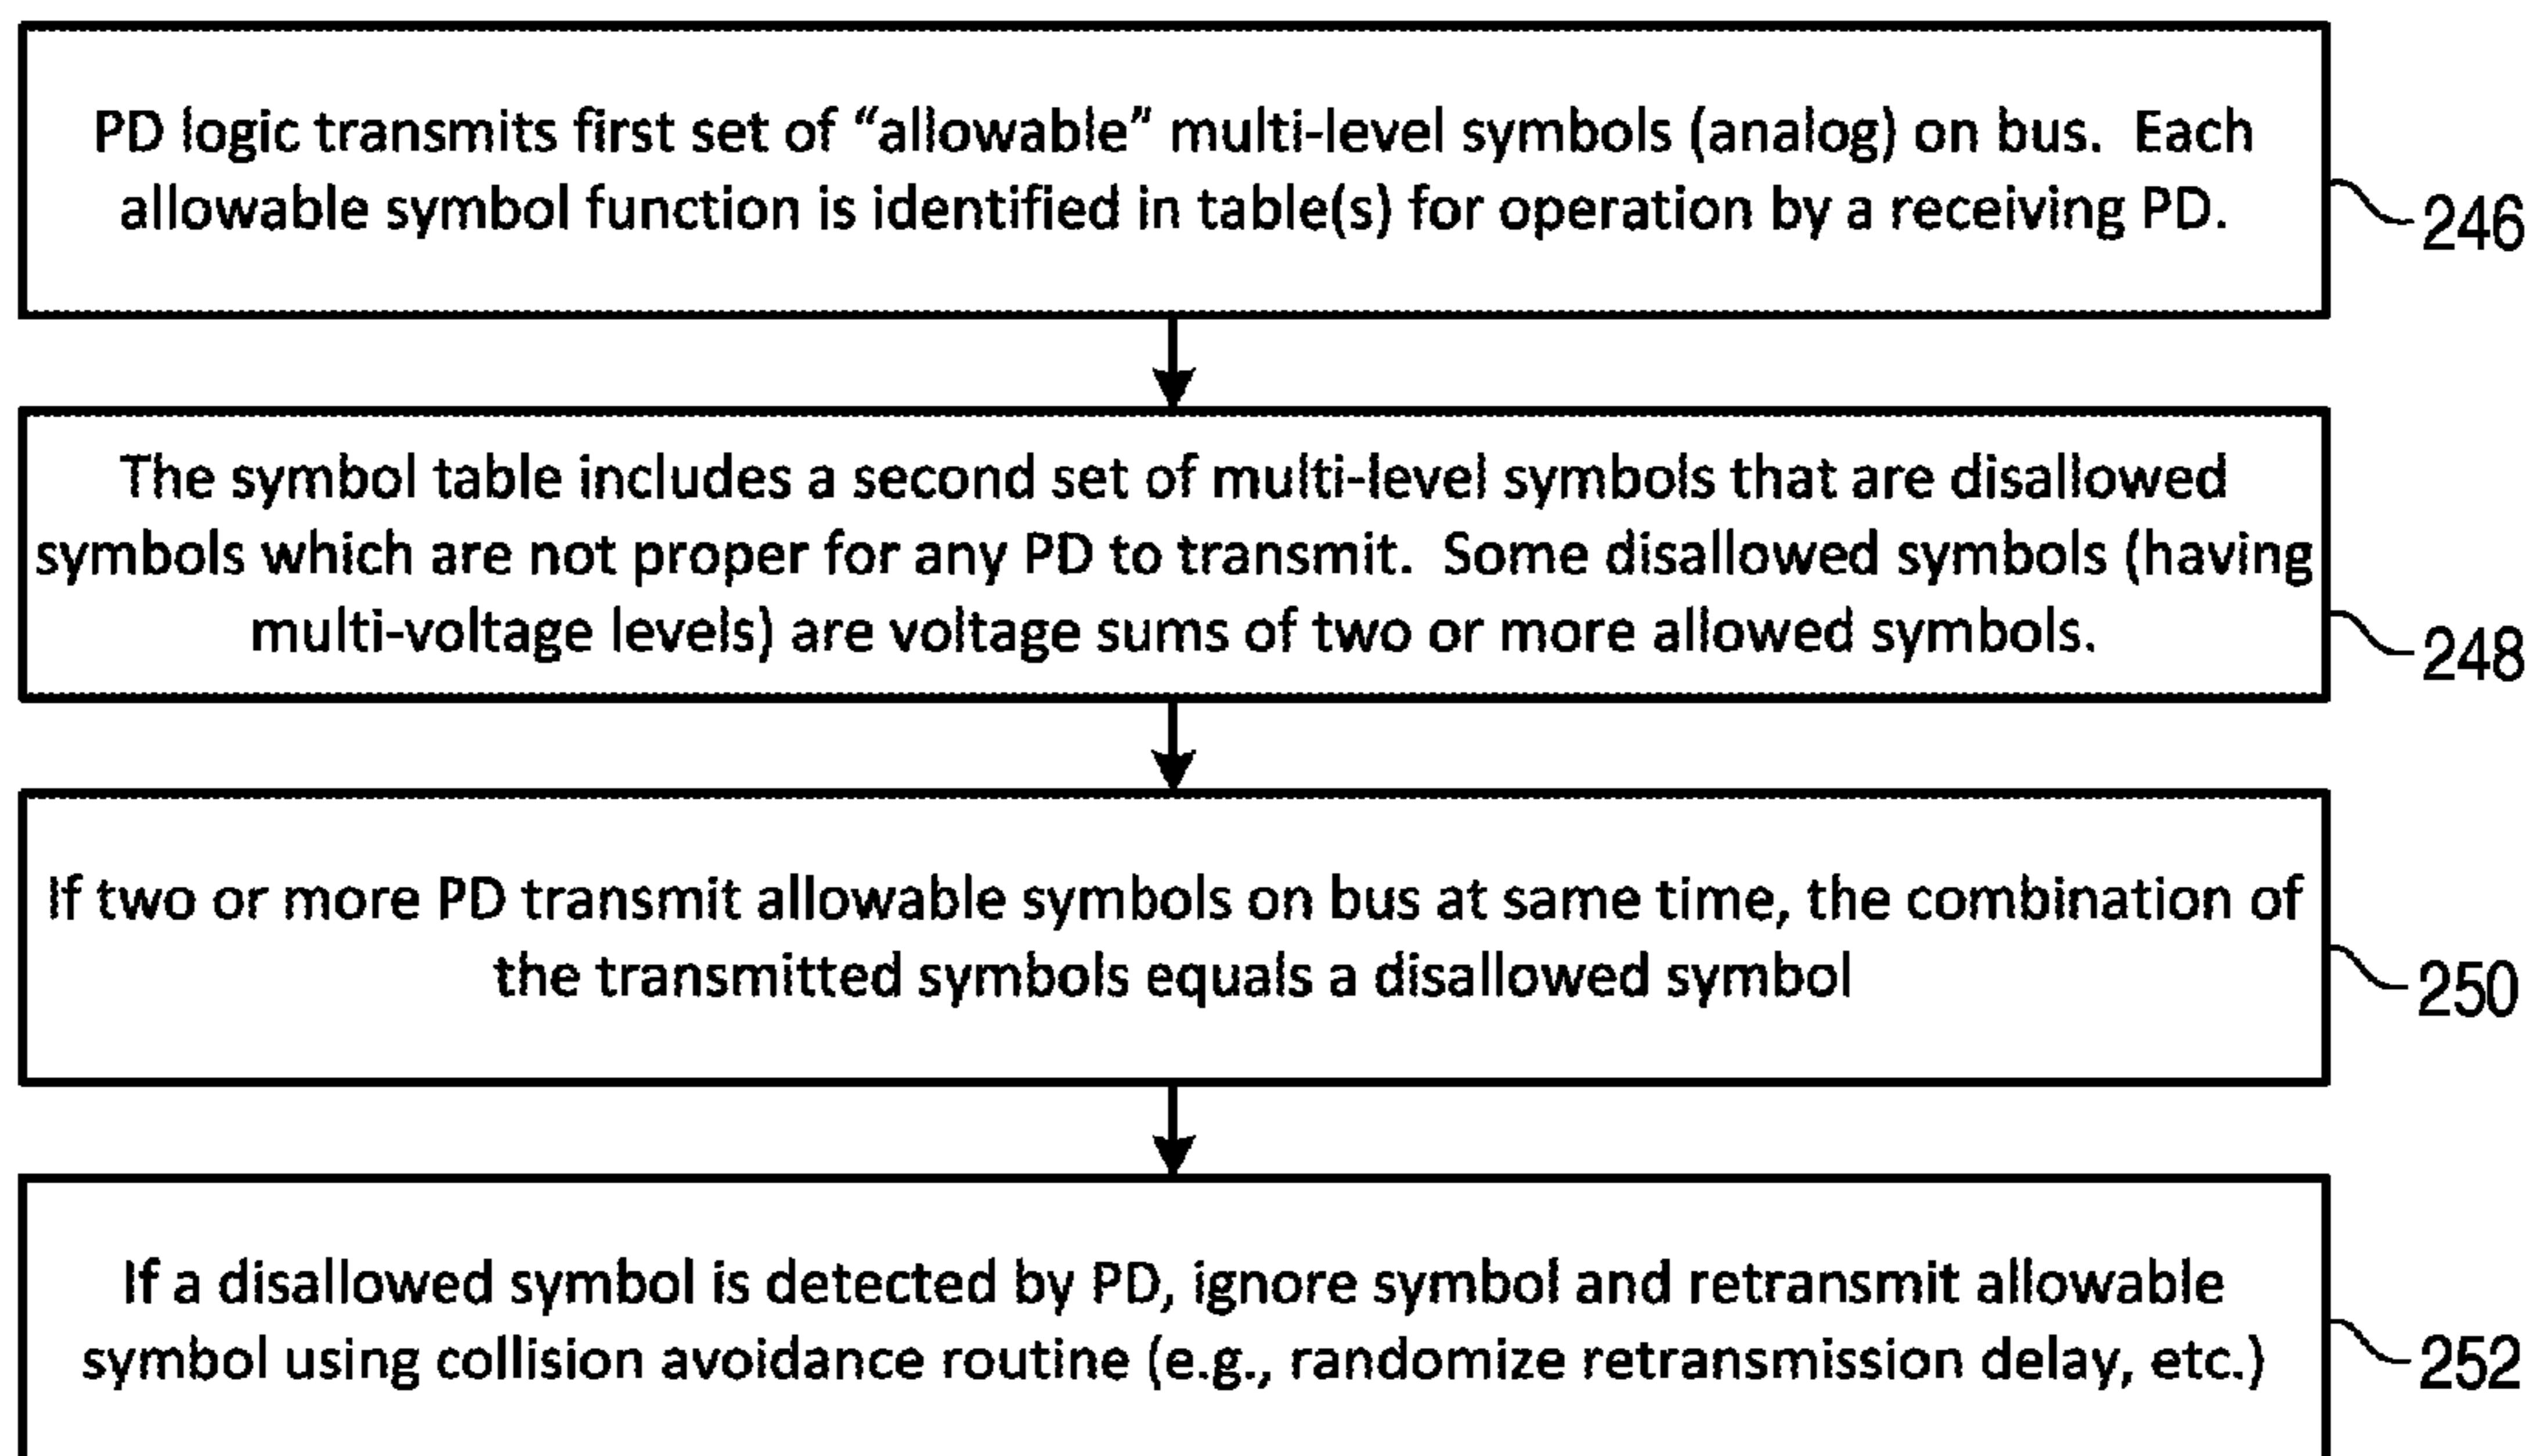 PD logic transmits first set of “allowable” multi-level symbols (analog) on bus.  Each
allowable symbol function is identified in table(s) for operation by a receiving PD.
246
The symbol table includes a second set of multi-level symbols that are disallowed
symbols which are not proper for any PD to transmit.  Some disallowed symbols (having
multi-voltage levels) are voltage sums of two or more allowed symbols.
248
If two or more PD transmit allowable symbols on bus at same time, the combination of
the transmitted symbols equals a disallowed symbol
250
If a disallowed symbol is detected by PD, ignore symbol and retransmit allowable
symbol using collision avoidance routine (e.g., randomize retransmission delay, etc.)
252